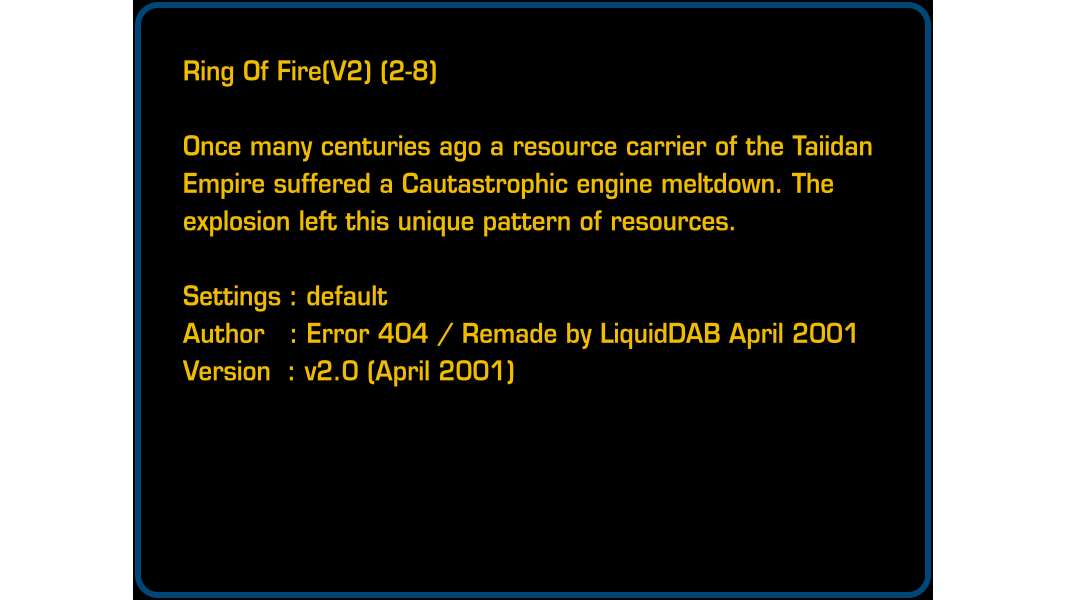 Ring Of Fire(V2) (2-8)
Once many centuries ago a resource carrier of the Taiidan
Empire suffered a Cautastrophic engine meltdown. The
explosion left this unique pattern of resources.
Settings : default
Author : Error 404 / Remade by LiquidDAB April 2001
Version : v2.0 (April 2001)